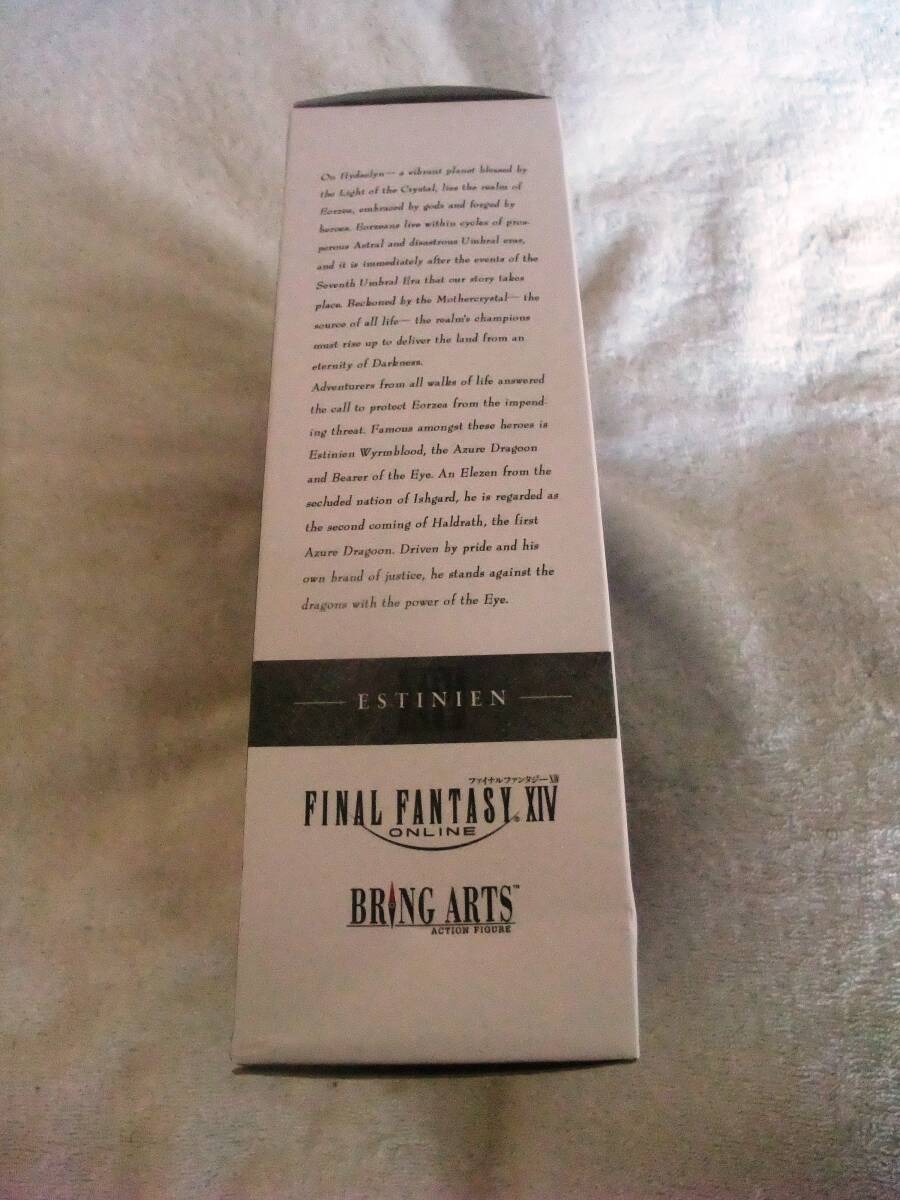 On Hydaelyn— a vibrant planet blessed by
the Light of the Crystal, lies the realm of
Eorzea, embraced by gods and forged by
heroes. Eorzeans live within cycles of pros-
perous Astral and disastrous Umbral eras,
and it is immediately after the events of the
Seventh Umbral Era that our story takes
place. Beckoned by the Mothercrystal— the
source of all life— the realm's champions
must rise up to deliver the land from an
eternity of Darkness.
Adventurers from all walks of life answered
the call to protect Eorzea from the impend-
ing threat. Famous amongst these heroes is
Estinien Wyrmblood, the Azure Dragoon
and Bearer of the Eye. An Elezen from the
secluded nation of Ishgard, he is regarded as
the second coming of Haldrath, the first
Azure Dragoon. Driven by pride and his
own brand of justice, he stands against the
dragons with the power of the Eye.
— ESTINIEN —
ファイナルファンタジーXIV
FINAL FANTASY® XIV
ONLINE
BRING ARTS™
ACTION FIGURE